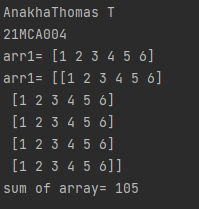 AnakhaThomas T
21MCA004
arr1= [1 2 3 4 5 6]
arr1= [[1 2 3 4 5 6]
 [1 2 3 4 5 6]
 [1 2 3 4 5 6]
 [1 2 3 4 5 6]
 [1 2 3 4 5 6]]
sum of array= 105